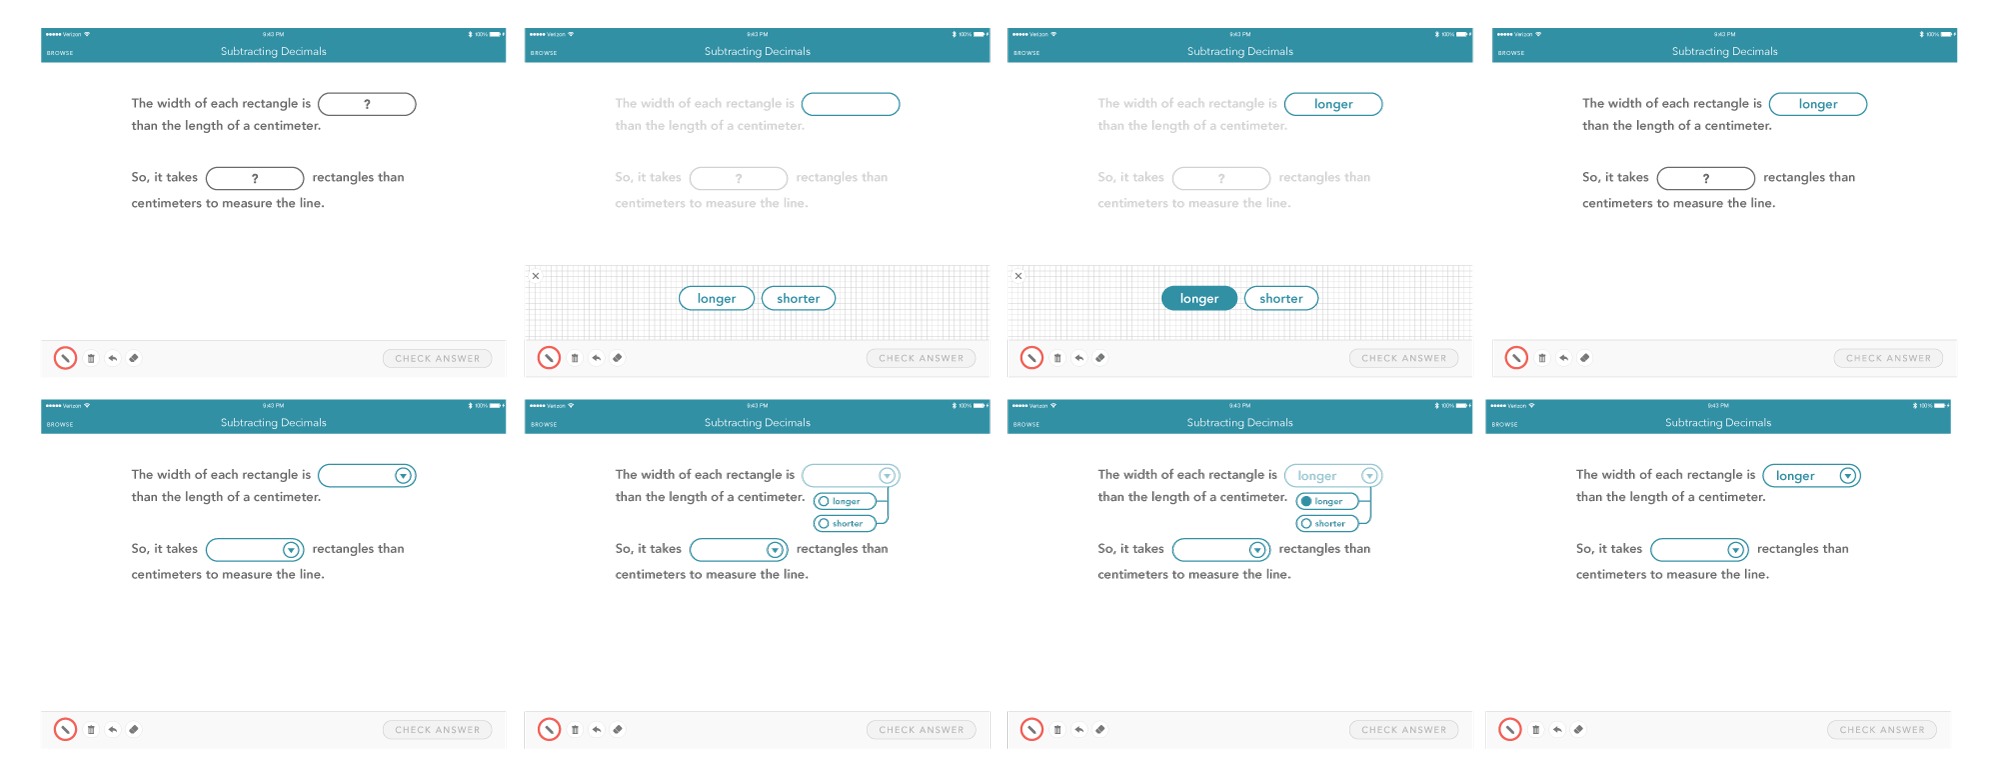 Verizon 9:43 PM 100%
BROWSE Subtracting Decimals
The width of each rectangle is ?
than the length of a centimeter.
So, it takes ? rectangles than
centimeters to measure the line.
CHECK ANSWER
Verizon 9:43 PM 100%
BROWSE Subtracting Decimals
The width of each rectangle is
than the length of a centimeter.
So, it takes ? rectangles than
centimeters to measure the line.
longer shorter
CHECK ANSWER
Verizon 9:43 PM 100%
BROWSE Subtracting Decimals
The width of each rectangle is longer
than the length of a centimeter.
So, it takes ? rectangles than
centimeters to measure the line.
longer shorter
CHECK ANSWER
Verizon 9:43 PM 100%
BROWSE Subtracting Decimals
The width of each rectangle is longer
than the length of a centimeter.
So, it takes ? rectangles than
centimeters to measure the line.
CHECK ANSWER
Verizon 9:43 PM 100%
BROWSE Subtracting Decimals
The width of each rectangle is
than the length of a centimeter.
So, it takes rectangles than
centimeters to measure the line.
CHECK ANSWER
Verizon 9:43 PM 100%
BROWSE Subtracting Decimals
The width of each rectangle is
than the length of a centimeter.
longer
shorter
So, it takes rectangles than
centimeters to measure the line.
CHECK ANSWER
Verizon 9:43 PM 100%
BROWSE Subtracting Decimals
The width of each rectangle is longer
than the length of a centimeter.
longer
shorter
So, it takes rectangles than
centimeters to measure the line.
CHECK ANSWER
Verizon 9:43 PM 100%
BROWSE Subtracting Decimals
The width of each rectangle is longer
than the length of a centimeter.
So, it takes rectangles than
centimeters to measure the line.
CHECK ANSWER